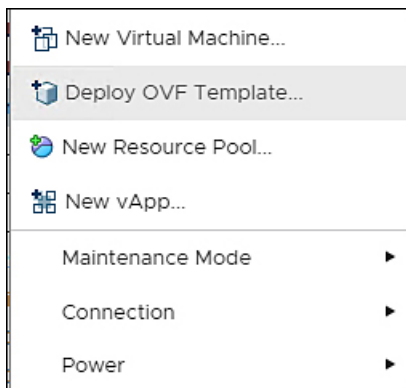 New Virtual Machine...
Deploy OVF Template...
New Resource Pool...
New vApp...
Maintenance Mode
Connection
Power